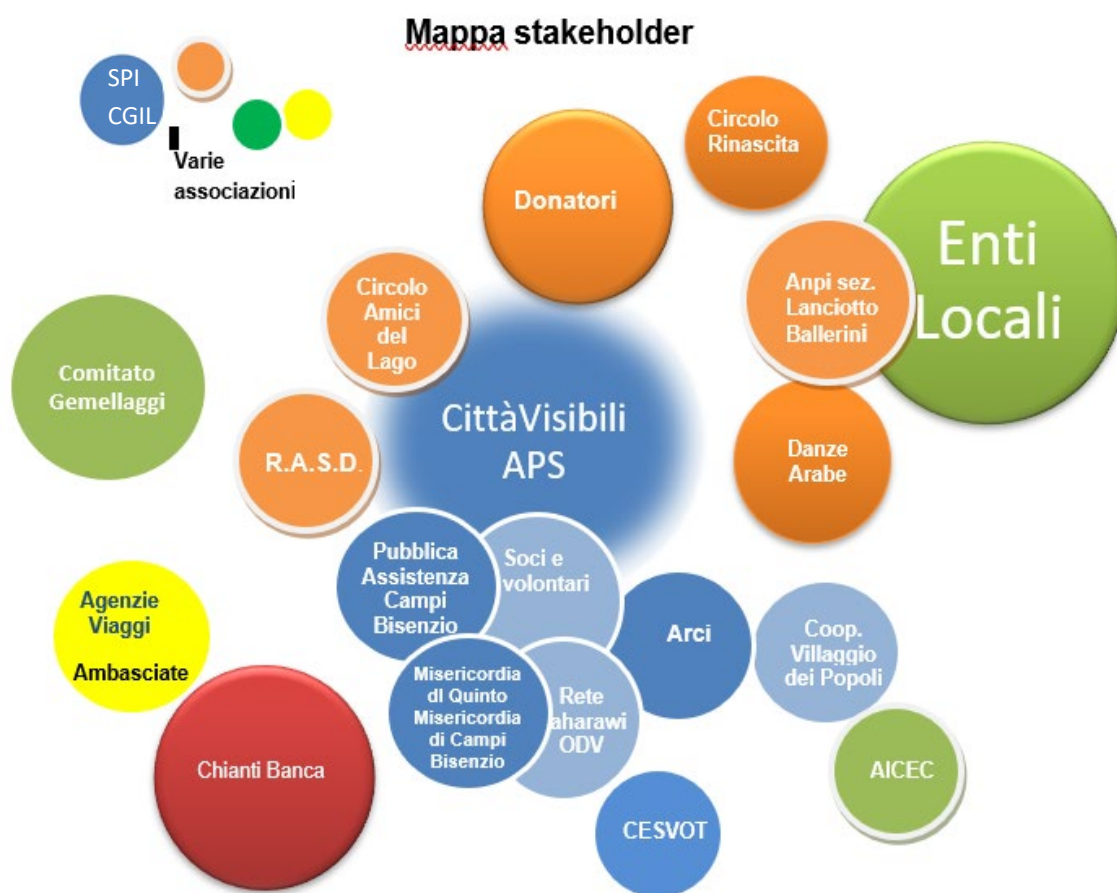 Mappa stakeholder
SPI
CGIL
Varie
associazioni
Circolo
Rinascita
Donatori
Enti
Locali
Anpi sez.
Lanciotto
Ballerini
Circolo
Amici
del
Lago
Comitato
Gemellaggi
CittàVisibili
APS
Danze
Arabe
R.A.S.D.
Pubblica
Assistenza
Campi
Bisenzio
Soci e
volontari
Agenzie
Viaggi
Ambasciate
Arci
Coop.
Villaggio
dei Popoli
Misericordia
dI Quinto
Misericordia
di Campi
Bisenzio
Rete
aharawi
ODV
Chianti Banca
AICEC
CESVOT